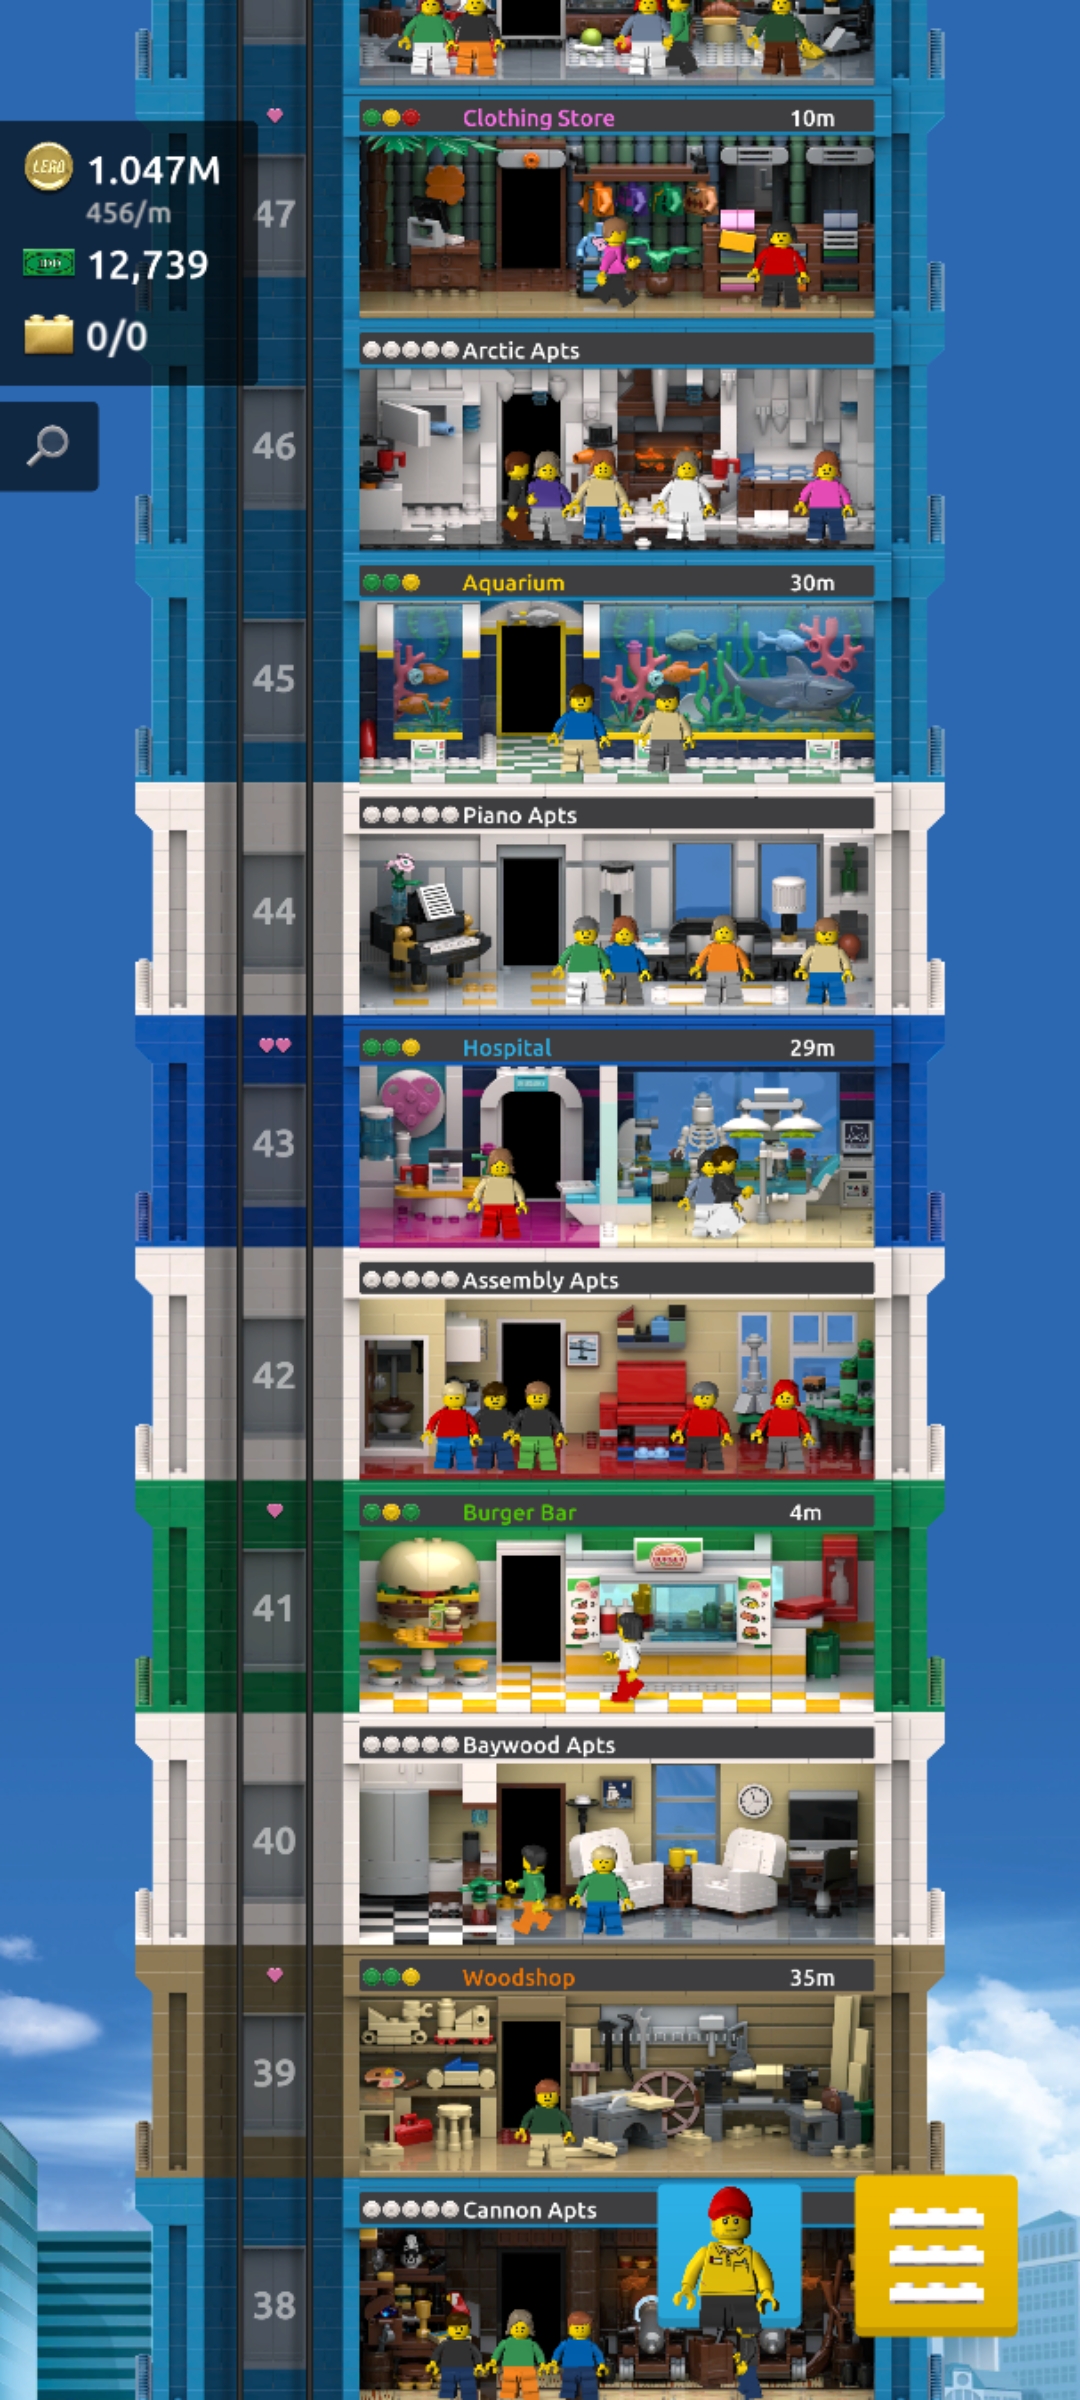 Clothing Store 10m
LEGO 1.047M
456/m
12,739
0/0
47
Arctic Apts
46
Aquarium 30m
45
Piano Apts
44
Hospital 29m
43
Assembly Apts
42
Burger Bar 4m
41
Baywood Apts
40
Woodshop 35m
39
Cannon Apts
38